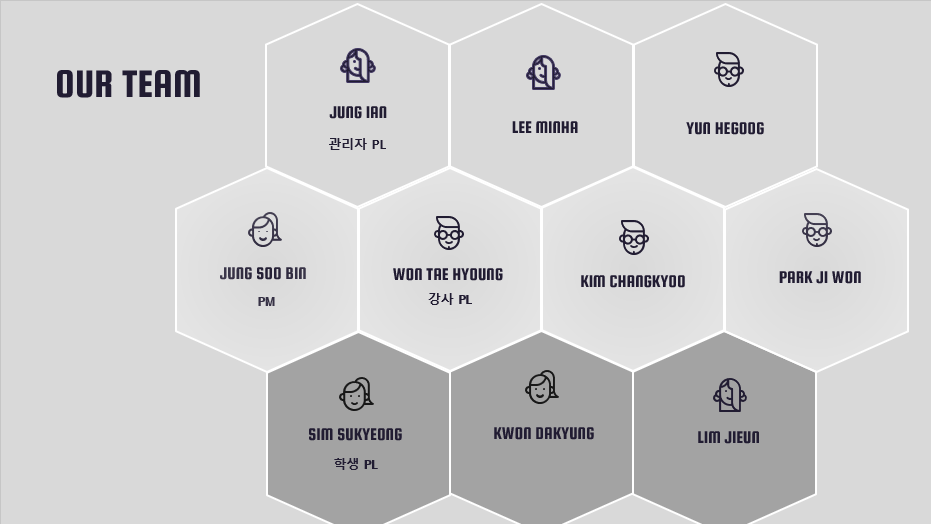 OUR TEAM
JUNG IAN
관리자 PL
LEE MINHA
YUN HEGOOG
JUNG SOO BIN
PM
WON TAE HYOUNG
강사 PL
KIM CHANGKYOO
PARK JI WON
SIM SUKYEONG
학생 PL
KWON DAKYUNG
LIM JIEUN